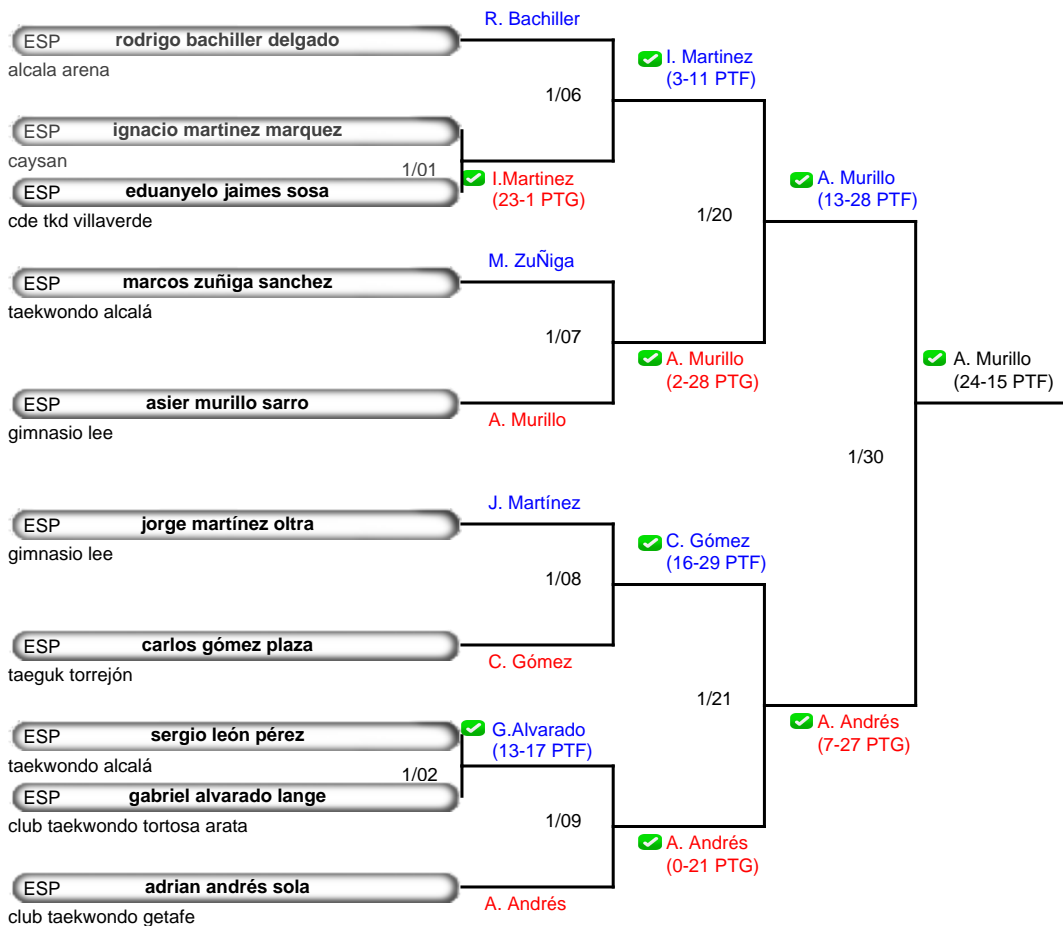 R. Bachiller
ESP rodrigo bachiller delgado
alcala arena
I. Martinez
(3-11 PTF)
1/06
ESP ignacio martinez marquez
caysan
1/01
ESP eduanyelo jaimes sosa
I.Martinez
(23-1 PTG)
cde tkd villaverde
A. Murillo
(13-28 PTF)
1/20
M. ZuÑiga
ESP marcos zuñiga sanchez
taekwondo alcalá
1/07
A. Murillo
(2-28 PTG)
A. Murillo
(24-15 PTF)
ESP asier murillo sarro
gimnasio lee
A. Murillo
1/30
J. Martínez
ESP jorge martínez oltra
gimnasio lee
C. Gómez
(16-29 PTF)
1/08
ESP carlos gómez plaza
taeguk torrejón
C. Gómez
1/21
A. Andrés
(7-27 PTG)
ESP sergio león pérez
taekwondo alcalá
G.Alvarado
(13-17 PTF)
1/02
ESP gabriel alvarado lange
club taekwondo tortosa arata
1/09
A. Andrés
(0-21 PTG)
ESP adrian andrés sola
club taekwondo getafe
A. Andrés